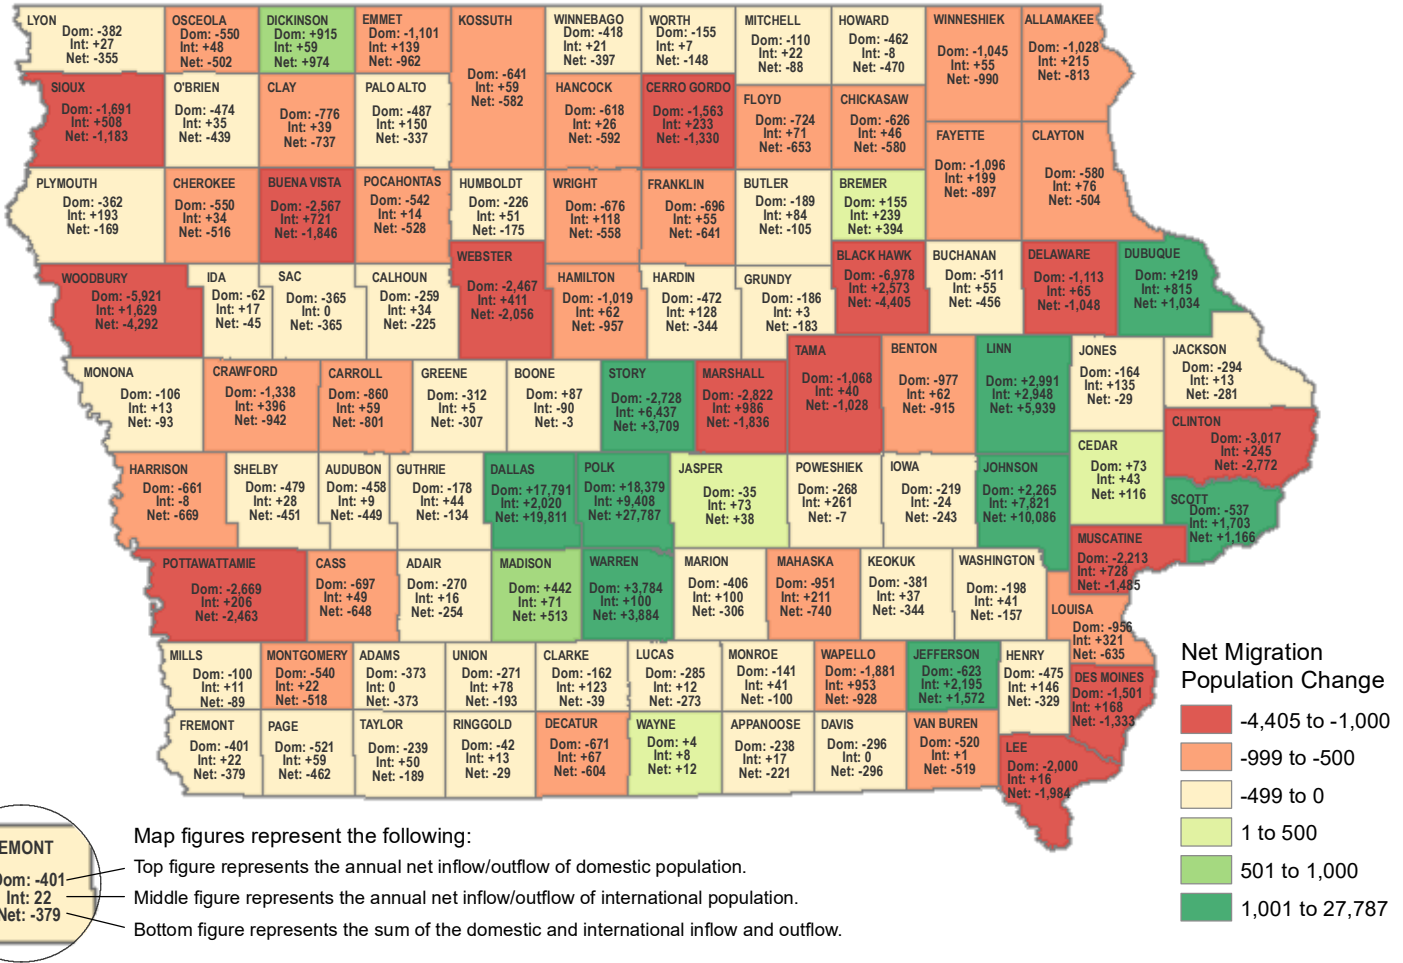 LYON
Dom: -382
Int: +27
Net: -355
OSCEOLA
Dom: -550
Int: +48
Net: -502
DICKINSON
Dom: +915
Int: +59
Net: +974
EMMET
Dom: -1,101
Int: +139
Net: -962
KOSSUTH
Dom: -641
Int: +59
Net: -582
WINNEBAGO
Dom: -418
Int: +21
Net: -397
WORTH
Dom: -155
Int: +7
Net: -148
MITCHELL
Dom: -110
Int: +22
Net: -88
HOWARD
Dom: -462
Int: -8
Net: -470
WINNESHIEK
Dom: -1,045
Int: +55
Net: -990
ALLAMAKEE
Dom: -1,028
Int: +215
Net: -813
SIOUX
Dom: -1,691
Int: +508
Net: -1,183
O'BRIEN
Dom: -474
Int: +35
Net: -439
CLAY
Dom: -776
Int: +39
Net: -737
PALO ALTO
Dom: -487
Int: +150
Net: -337
HANCOCK
Dom: -618
Int: +26
Net: -592
CERRO GORDO
Dom: -1,563
Int: +233
Net: -1,330
FLOYD
Dom: -724
Int: +71
Net: -653
CHICKASAW
Dom: -626
Int: +46
Net: -580
FAYETTE
Dom: -1,096
Int: +199
Net: -897
CLAYTON
Dom: -580
Int: +76
Net: -504
PLYMOUTH
Dom: -362
Int: +193
Net: -169
CHEROKEE
Dom: -550
Int: +34
Net: -516
BUENA VISTA
Dom: -2,567
Int: +721
Net: -1,846
POCAHONTAS
Dom: -542
Int: +14
Net: -528
HUMBOLDT
Dom: -226
Int: +51
Net: -175
WRIGHT
Dom: -676
Int: +118
Net: -558
FRANKLIN
Dom: -696
Int: +55
Net: -641
BUTLER
Dom: -189
Int: +84
Net: -105
BREMER
Dom: +155
Int: +239
Net: +394
WOODBURY
Dom: -5,921
Int: +1,629
Net: -4,292
IDA
Dom: -62
Int: +17
Net: -45
SAC
Dom: -365
Int: 0
Net: -365
CALHOUN
Dom: -259
Int: +34
Net: -225
WEBSTER
Dom: -2,467
Int: +411
Net: -2,056
HAMILTON
Dom: -1,019
Int: +62
Net: -957
HARDIN
Dom: -472
Int: +128
Net: -344
GRUNDY
Dom: -186
Int: +3
Net: -183
BLACK HAWK
Dom: -6,978
Int: +2,573
Net: -4,405
BUCHANAN
Dom: -511
Int: +55
Net: -456
DELAWARE
Dom: -1,113
Int: +65
Net: -1,048
DUBUQUE
Dom: +219
Int: +815
Net: +1,034
MONONA
Dom: -106
Int: +13
Net: -93
CRAWFORD
Dom: -1,338
Int: +396
Net: -942
CARROLL
Dom: -860
Int: +59
Net: -801
GREENE
Dom: -312
Int: +5
Net: -307
BOONE
Dom: +87
Int: -90
Net: -3
STORY
Dom: -2,728
Int: +6,437
Net: +3,709
MARSHALL
Dom: -2,822
Int: +986
Net: -1,836
TAMA
Dom: -1,068
Int: +40
Net: -1,028
BENTON
Dom: -977
Int: +62
Net: -915
LINN
Dom: +2,991
Int: +2,948
Net: +5,939
JONES
Dom: -164
Int: +135
Net: -29
JACKSON
Dom: -294
Int: +13
Net: -281
CLINTON
Dom: -3,017
Int: +245
Net: -2,772
CEDAR
Dom: +73
Int: +43
Net: +116
HARRISON
Dom: -661
Int: -8
Net: -669
SHELBY
Dom: -479
Int: +28
Net: -451
AUDUBON
Dom: -458
Int: +9
Net: -449
GUTHRIE
Dom: -178
Int: +44
Net: -134
DALLAS
Dom: +17,791
Int: +2,020
Net: +19,811
POLK
Dom: +18,379
Int: +9,408
Net: +27,787
JASPER
Dom: -35
Int: +73
Net: +38
POWESHIEK
Dom: -268
Int: +261
Net: -7
IOWA
Dom: -219
Int: -24
Net: -243
JOHNSON
Dom: +2,265
Int: +7,821
Net: +10,086
SCOTT
Dom: -537
Int: +1,703
Net: +1,166
MUSCATINE
Dom: -2,213
Int: +728
Net: -1,485
POTTAWATTAMIE
Dom: -2,669
Int: +206
Net: -2,463
CASS
Dom: -697
Int: +49
Net: -648
ADAIR
Dom: -270
Int: +16
Net: -254
MADISON
Dom: +442
Int: +71
Net: +513
WARREN
Dom: +3,784
Int: +100
Net: +3,884
MARION
Dom: -406
Int: +100
Net: -306
MAHASKA
Dom: -951
Int: +211
Net: -740
KEOKUK
Dom: -381
Int: +37
Net: -344
WASHINGTON
Dom: -198
Int: +41
Net: -157
LOUISA
Dom: -956
Int: +321
Net: -635
MILLS
Dom: -100
Int: +11
Net: -89
MONTGOMERY
Dom: -540
Int: +22
Net: -518
ADAMS
Dom: -373
Int: 0
Net: -373
UNION
Dom: -271
Int: +78
Net: -193
CLARKE
Dom: -162
Int: +123
Net: -39
LUCAS
Dom: -285
Int: +12
Net: -273
MONROE
Dom: -141
Int: +41
Net: -100
WAPELLO
Dom: -1,881
Int: +953
Net: -928
JEFFERSON
Dom: -623
Int: +2,195
Net: +1,572
HENRY
Dom: -475
Int: +146
Net: -329
DES MOINES
Dom: -1,501
Int: +168
Net: -1,333
FREMONT
Dom: -401
Int: +22
Net: -379
PAGE
Dom: -521
Int: +59
Net: -462
TAYLOR
Dom: -239
Int: +50
Net: -189
RINGGOLD
Dom: -42
Int: +13
Net: -29
DECATUR
Dom: -671
Int: +67
Net: -604
WAYNE
Dom: +4
Int: +8
Net: +12
APPANOOSE
Dom: -238
Int: +17
Net: -221
DAVIS
Dom: -296
Int: 0
Net: -296
VAN BUREN
Dom: -520
Int: +1
Net: -519
LEE
Dom: -2,000
Int: +16
Net: -1,984
Net Migration
Population Change
-4,405 to -1,000
-999 to -500
-499 to 0
1 to 500
501 to 1,000
1,001 to 27,787
EMONT
Dom: -401
Int: 22
Net: -379
Map figures represent the following:
Top figure represents the annual net inflow/outflow of domestic population.
Middle figure represents the annual net inflow/outflow of international population.
Bottom figure represents the sum of the domestic and international inflow and outflow.